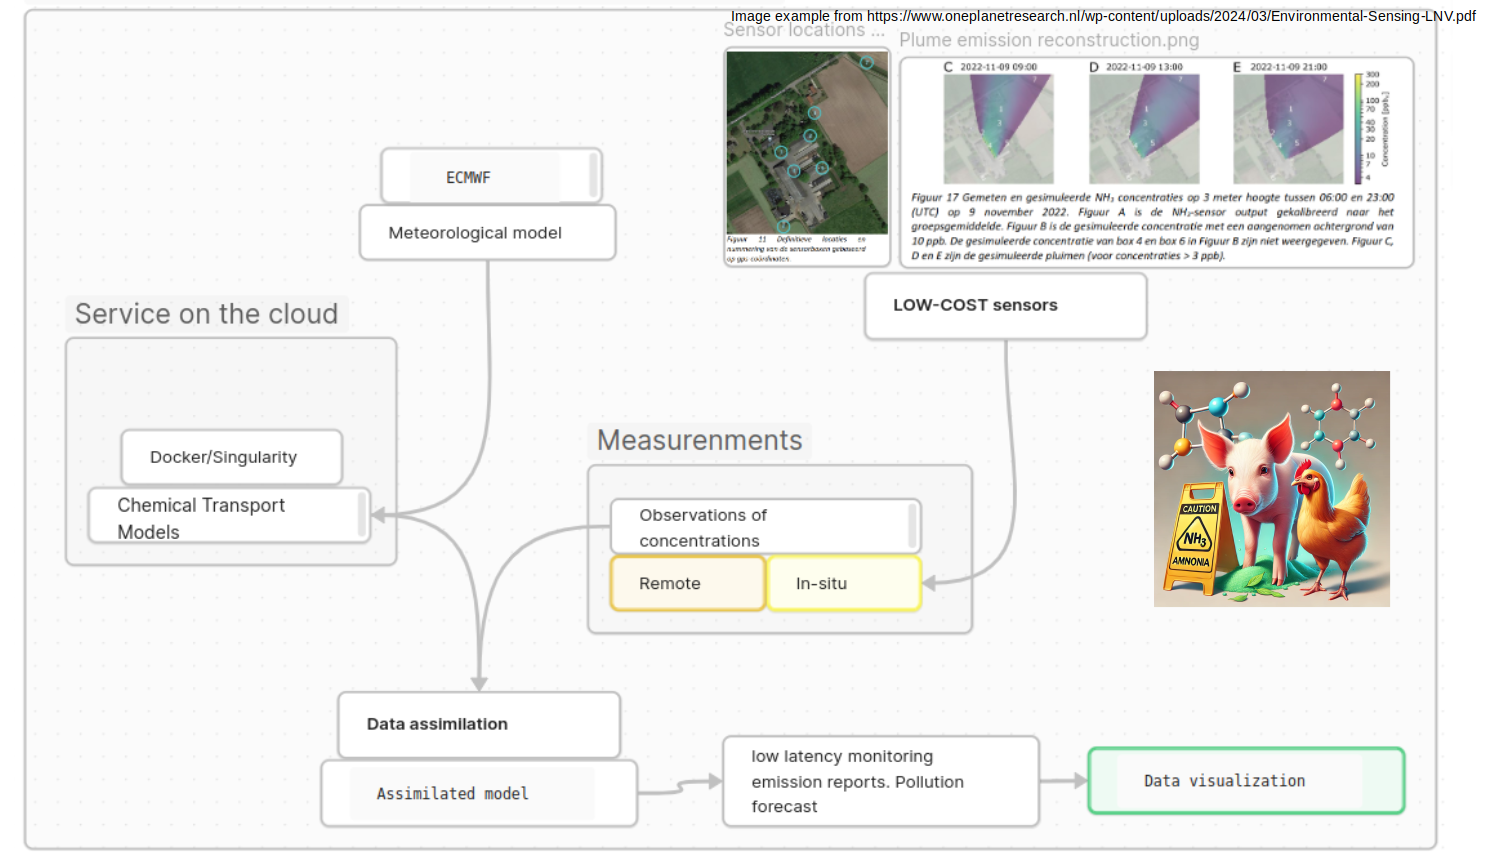 Image example from https://www.oneplanetresearch.nl/wp-content/uploads/2024/03/Environmental-Sensing-LNV.pdf
Sensor locations ...
Plume emission reconstruction.png
C 2022-11-09 09:00
D 2022-11-09 13:00
E 2022-11-09 21:00
300
200
100
70
40
30
20
10
7
4
Concentration [ppbᵥ]
Figuur 11 Definitieve locaties en
nummering van de sensorboxen gebaseerd
op gps-coördinaten.
Figuur 17 Gemeten en gesimuleerde NH₃ concentraties op 3 meter hoogte tussen 06:00 en 23:00
(UTC) op 9 november 2022. Figuur A is de NH₃-sensor output gekalibreerd naar het
groepsgemiddelde. Figuur B is de gesimuleerde concentratie met een aangenomen achtergrond van
10 ppb. De gesimuleerde concentratie van box 4 en box 6 in Figuur B zijn niet weergegeven. Figuur C,
D en E zijn de gesimuleerde pluimen (voor concentraties > 3 ppb).
ECMWF
Meteorological model
LOW-COST sensors
Service on the cloud
Docker/Singularity
Chemical Transport
Models
Measurenments
Observations of
concentrations
Remote
In-situ
CAUTION
NH₃
AMNONIA
Data assimilation
Assimilated model
low latency monitoring
emission reports. Pollution
forecast
Data visualization